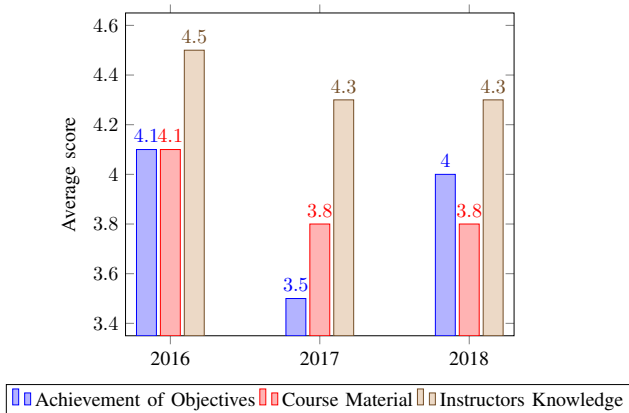 4.6
4.4
4.2
4
3.8
3.6
3.4
Average score
4.1 4.1 4.5
3.5 3.8 4.3
4 3.8 4.3
2016 2017 2018
Achievement of Objectives Course Material Instructors Knowledge